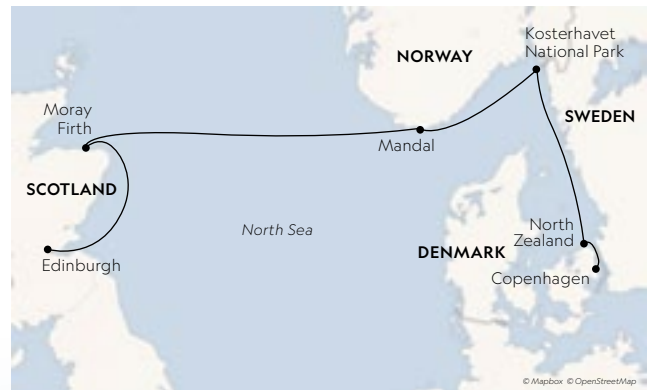 Kosterhavet
National Park
NORWAY
Moray
Firth
SWEDEN
Mandal
SCOTLAND
North Sea
North
Zealand
DENMARK
Edinburgh
Copenhagen
© Mapbox © OpenStreetMap